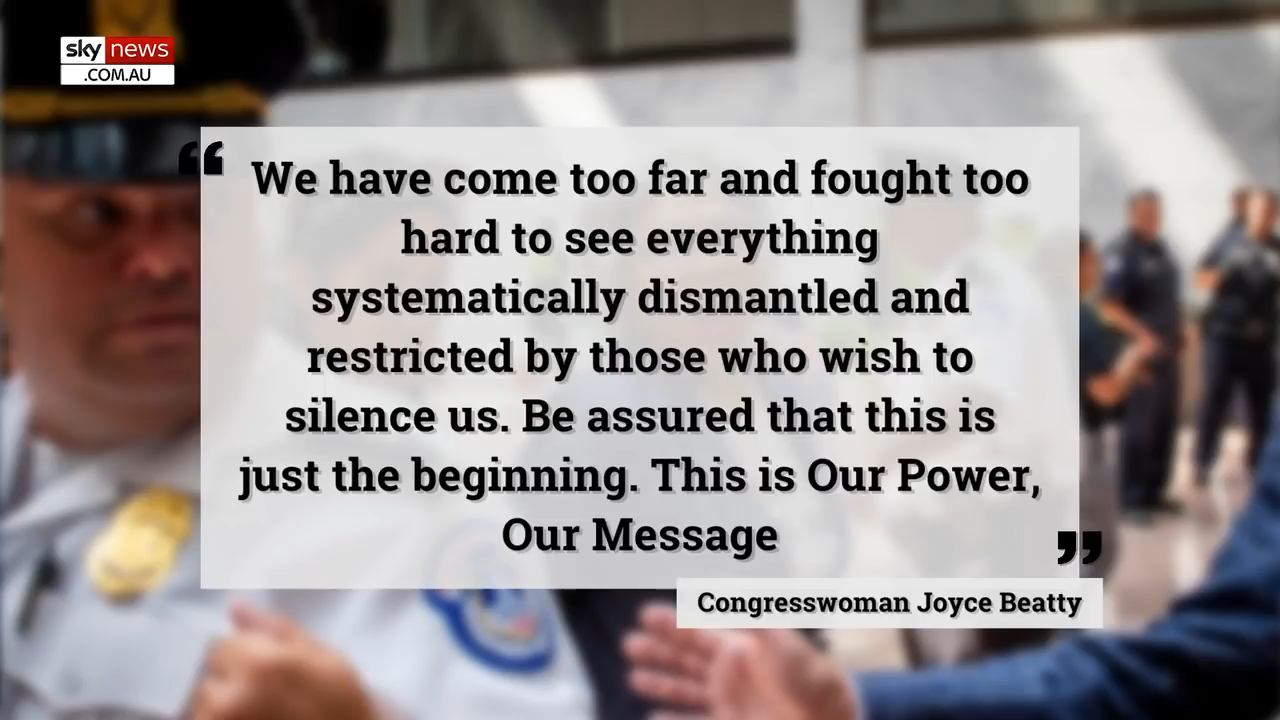 sky news
.COM.AU
“ We have come too far and fought too
hard to see everything
systematically dismantled and
restricted by those who wish to
silence us. Be assured that this is
just the beginning. This is Our Power,
Our Message ”
Congresswoman Joyce Beatty